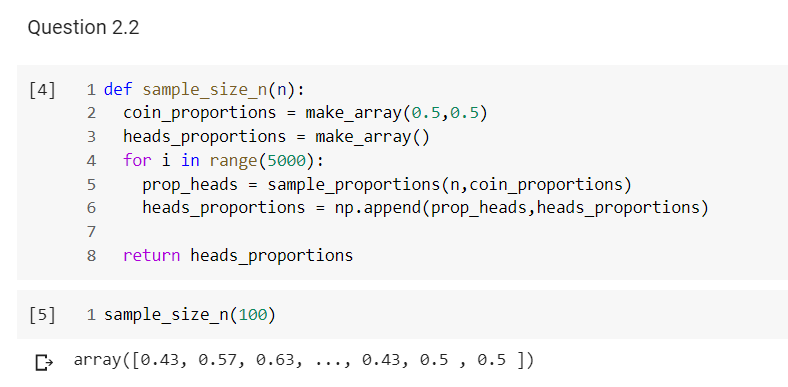 Question 2.2
[4] 1 def sample_size_n(n):
2   coin_proportions = make_array(0.5,0.5)
3   heads_proportions = make_array()
4   for i in range(5000):
5     prop_heads = sample_proportions(n,coin_proportions)
6     heads_proportions = np.append(prop_heads,heads_proportions)
7
8   return heads_proportions
[5] 1 sample_size_n(100)
array([0.43, 0.57, 0.63, ..., 0.43, 0.5 , 0.5 ])